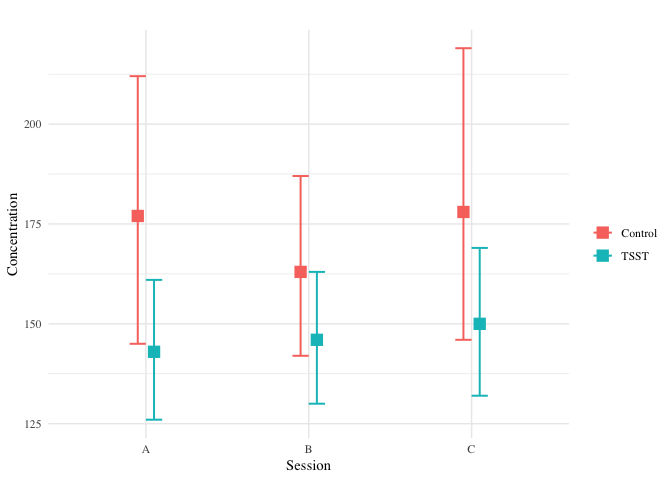 Concentration
200
175
150
125
A
B
C
Session
Control
TSST